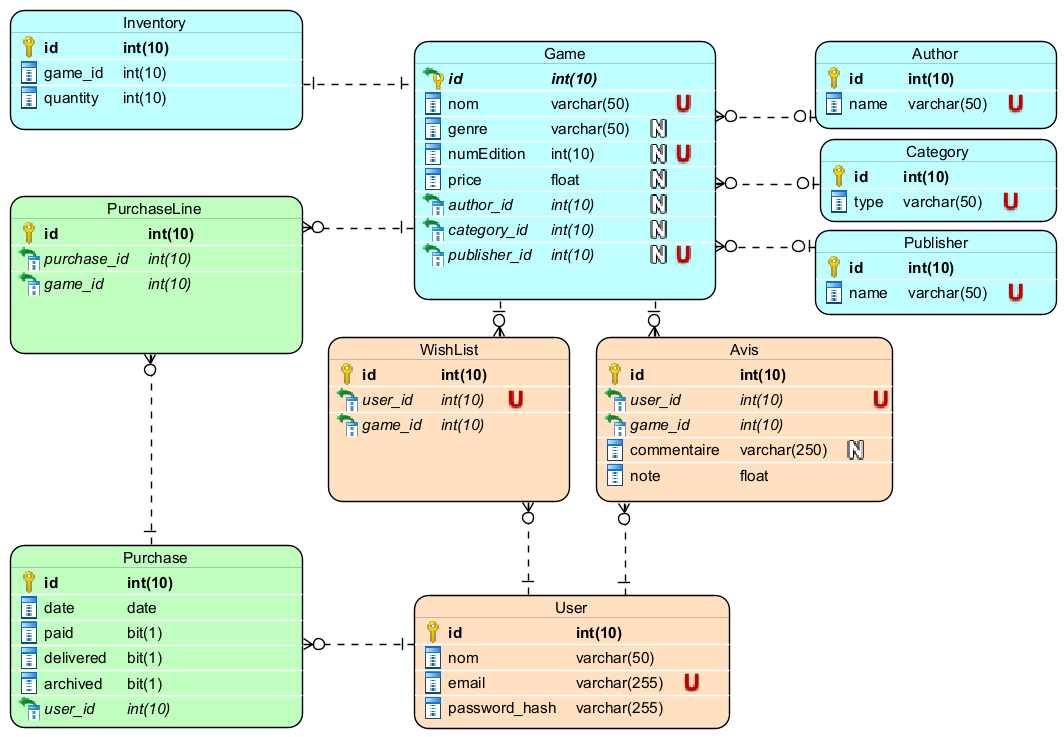 Inventory
id int(10)
game_id int(10)
quantity int(10)
Game
id int(10)
nom varchar(50) U
genre varchar(50) N
numEdition int(10) N U
price float N
author_id int(10) N
category_id int(10) N
publisher_id int(10) N U
Author
id int(10)
name varchar(50) U
Category
id int(10)
type varchar(50) U
Publisher
id int(10)
name varchar(50) U
PurchaseLine
id int(10)
purchase_id int(10)
game_id int(10)
WishList
id int(10)
user_id int(10) U
game_id int(10)
Avis
id int(10)
user_id int(10) U
game_id int(10)
commentaire varchar(250) N
note float
Purchase
id int(10)
date date
paid bit(1)
delivered bit(1)
archived bit(1)
user_id int(10)
User
id int(10)
nom varchar(50)
email varchar(255) U
password_hash varchar(255)